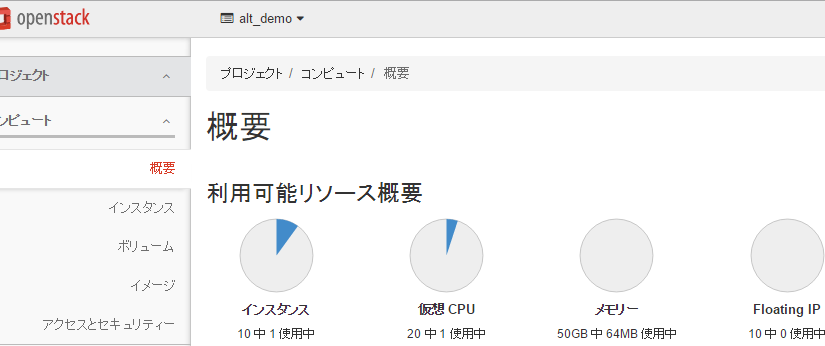 openstack
alt_demo
ロジェクト
プロジェクト / コンピュート / 概要
概要
ンピュート
概要
利用可能リソース概要
インスタンス
ボリューム
イメージ
アクセスとセキュリティー
インスタンス
10 中 1 使用中
仮想 CPU
20 中 1 使用中
メモリー
50GB 中 64MB 使用中
Floating IP
10 中 0 使用中